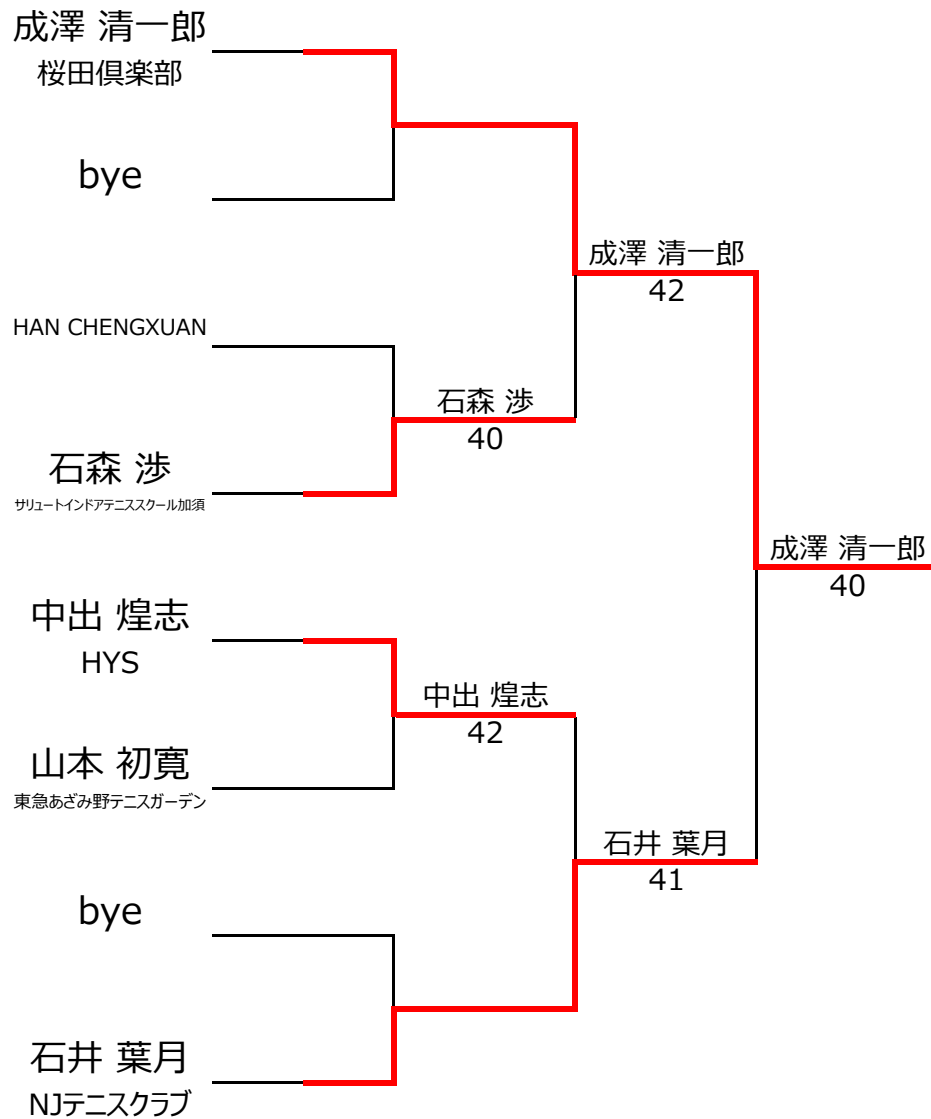 成澤 清一郎
桜田倶楽部
bye
HAN CHENGXUAN
石森 渉
サリュートインドアテニススクール加須
中出 煌志
HYS
山本 初寛
東急あざみ野テニスガーデン
bye
石井 葉月
NJテニスクラブ
石森 渉
40
中出 煌志
42
成澤 清一郎
42
石井 葉月
41
成澤 清一郎
40